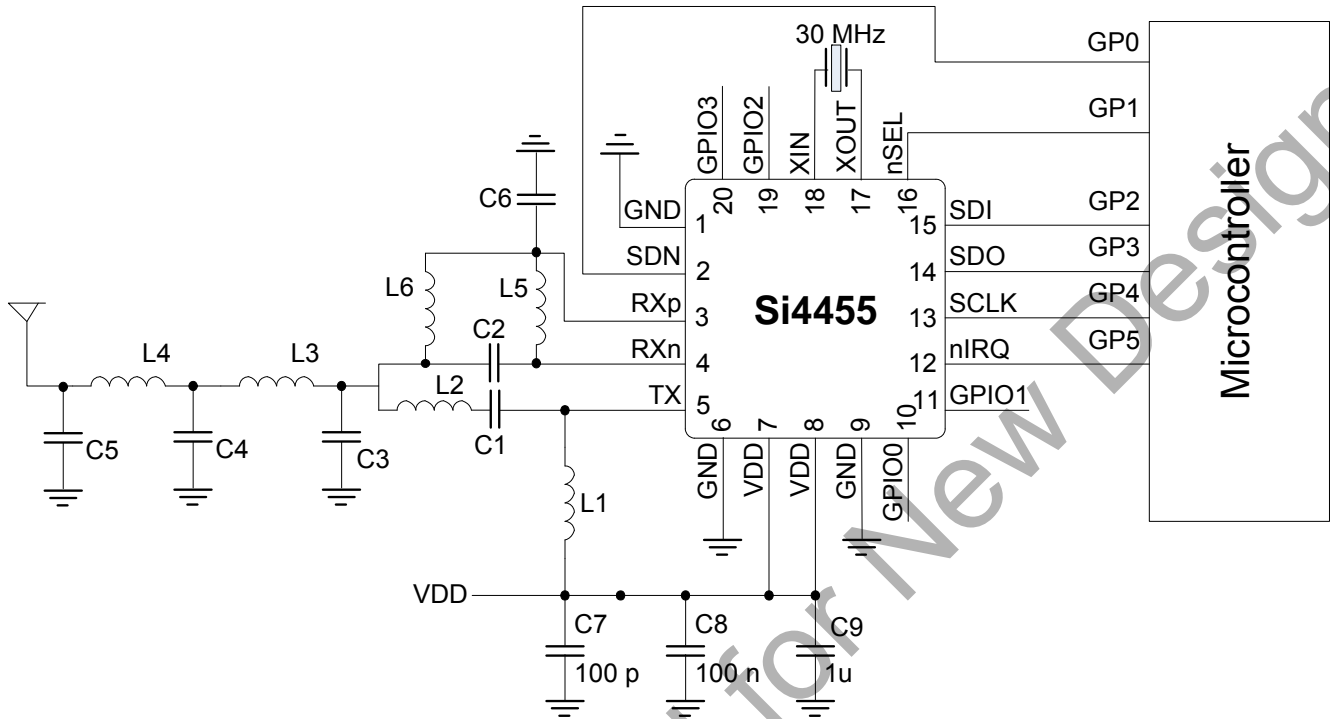 30 MHz
GP0
GP1
GPIO3
GPIO2
XIN
XOUT
nSEL
C6
GND
1
20
19
18
17
16
15
SDI
GP2
SDN
2
14
SDO
GP3
L6
L5
RXp
3
Si4455
13
SCLK
GP4
Microcontroller
C2
RXn
4
12
nIRQ
GP5
L4
L3
L2
TX
5
11
GPIO1
C1
6
7
8
9
10
C5
C4
C3
GND
VDD
VDD
GND
GPIO0
L1
VDD
C7
100 p
C8
100 n
C9
1u
for New Design